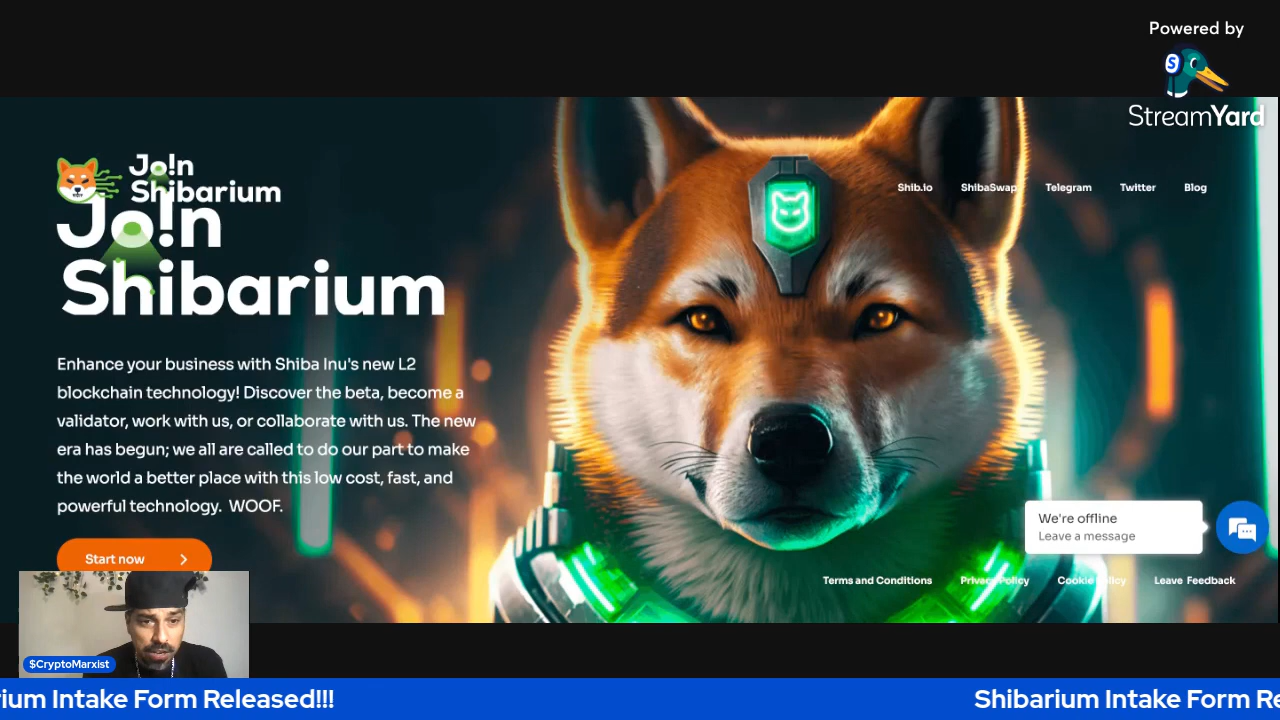 Powered by
StreamYard
Jo!n
Shibarium
Shib.io ShibaSwap Telegram Twitter Blog
Jo!n
Shibarium
Enhance your business with Shiba Inu's new L2
blockchain technology! Discover the beta, become a
validator, work with us, or collaborate with us. The new
era has begun; we all are called to do our part to make
the world a better place with this low cost, fast, and
powerful technology. WOOF.
Start now
We're offline
Leave a message
Terms and Conditions Privacy Policy Cookie Policy Leave Feedback
$CryptoMarxist
ium Intake Form Released!!! Shibarium Intake Form Re